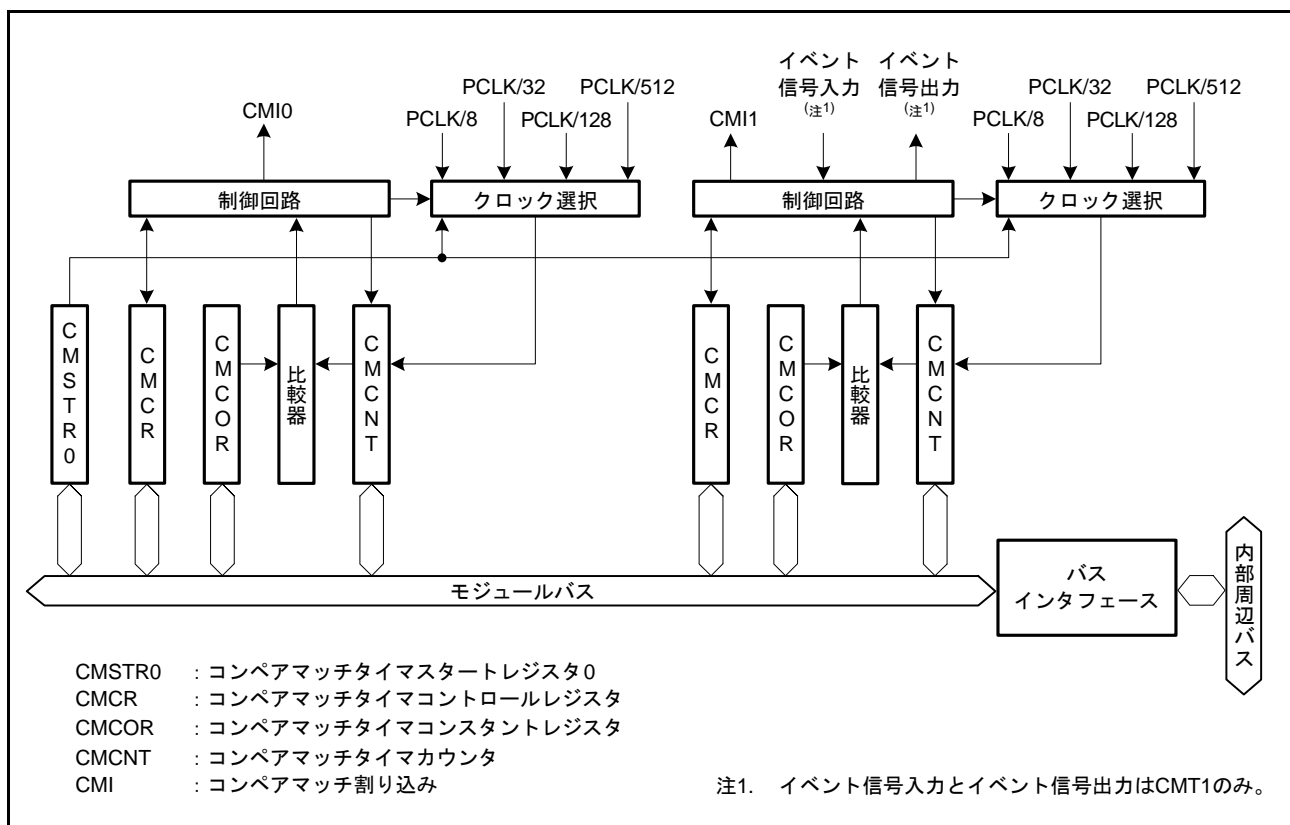 CMI0
PCLK/8
PCLK/32
PCLK/128
PCLK/512
CMI1
イベント
信号入力
(注1)
イベント
信号出力
(注1)
PCLK/8
PCLK/32
PCLK/128
PCLK/512
制御回路
クロック選択
制御回路
クロック選択
CMSTR0
CMCR
CMCOR
比較器
CMCNT
CMCR
CMCOR
比較器
CMCNT
モジュールバス
バス
インタフェース
内部周辺バス
CMSTR0 : コンペアマッチタイマスタートレジスタ0
CMCR : コンペアマッチタイマコントロールレジスタ
CMCOR : コンペアマッチタイマコンスタントレジスタ
CMCNT : コンペアマッチタイマカウンタ
CMI : コンペアマッチ割り込み
注1. イベント信号入力とイベント信号出力はCMT1のみ。